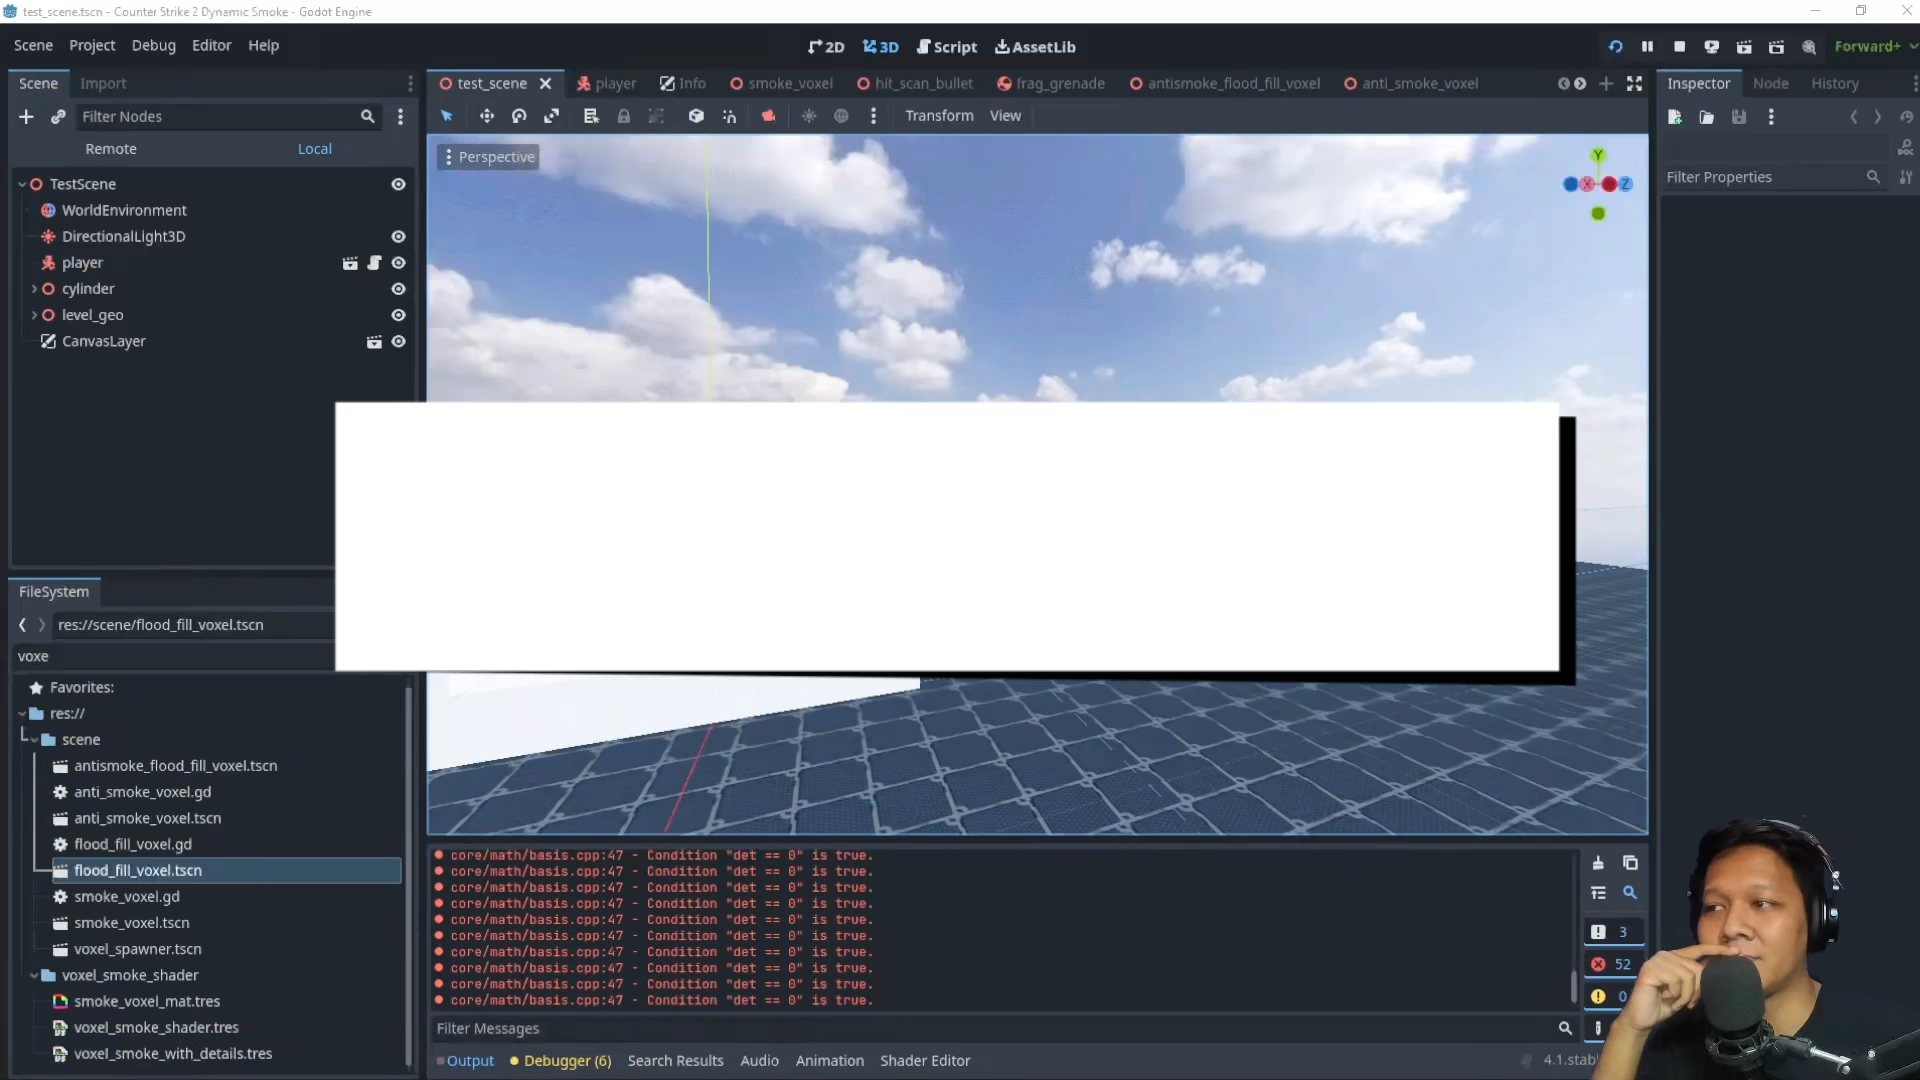 test_scene.tscn - Counter Strike 2 Dynamic Smoke - Godot Engine
Scene Project Debug Editor Help
2D 3D Script AssetLib
Forward+
Scene Import
test_scene player Info smoke_voxel hit_scan_bullet frag_grenade antismoke_flood_fill_voxel anti_smoke_voxel
Inspector Node History
Filter Nodes
Transform View
Remote Local
Perspective
Y
X
Z
Filter Properties
TestScene
WorldEnvironment
DirectionalLight3D
player
cylinder
level_geo
CanvasLayer
FileSystem
res://scene/flood_fill_voxel.tscn
voxe
Favorites:
res://
scene
antismoke_flood_fill_voxel.tscn
anti_smoke_voxel.gd
anti_smoke_voxel.tscn
flood_fill_voxel.gd
flood_fill_voxel.tscn
smoke_voxel.gd
smoke_voxel.tscn
voxel_spawner.tscn
voxel_smoke_shader
smoke_voxel_mat.tres
voxel_smoke_shader.tres
voxel_smoke_with_details.tres
core/math/basis.cpp:47 - Condition "det == 0" is true.
core/math/basis.cpp:47 - Condition "det == 0" is true.
core/math/basis.cpp:47 - Condition "det == 0" is true.
core/math/basis.cpp:47 - Condition "det == 0" is true.
core/math/basis.cpp:47 - Condition "det == 0" is true.
core/math/basis.cpp:47 - Condition "det == 0" is true.
core/math/basis.cpp:47 - Condition "det == 0" is true.
core/math/basis.cpp:47 - Condition "det == 0" is true.
core/math/basis.cpp:47 - Condition "det == 0" is true.
core/math/basis.cpp:47 - Condition "det == 0" is true.
3
52
0
Filter Messages
Output Debugger (6) Search Results Audio Animation Shader Editor